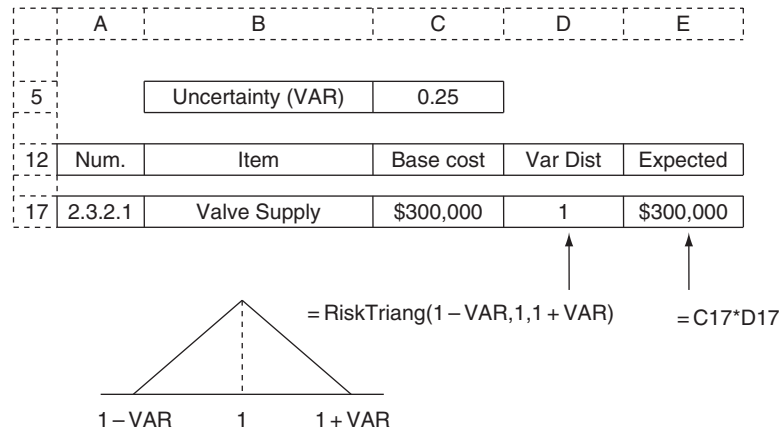 A B C D E
5 Uncertainty (VAR) 0.25
12 Num. Item Base cost Var Dist Expected
17 2.3.2.1 Valve Supply $300,000 1 $300,000
= RiskTriang(1 – VAR,1,1 + VAR)
= C17*D17
1 – VAR 1 1 + VAR